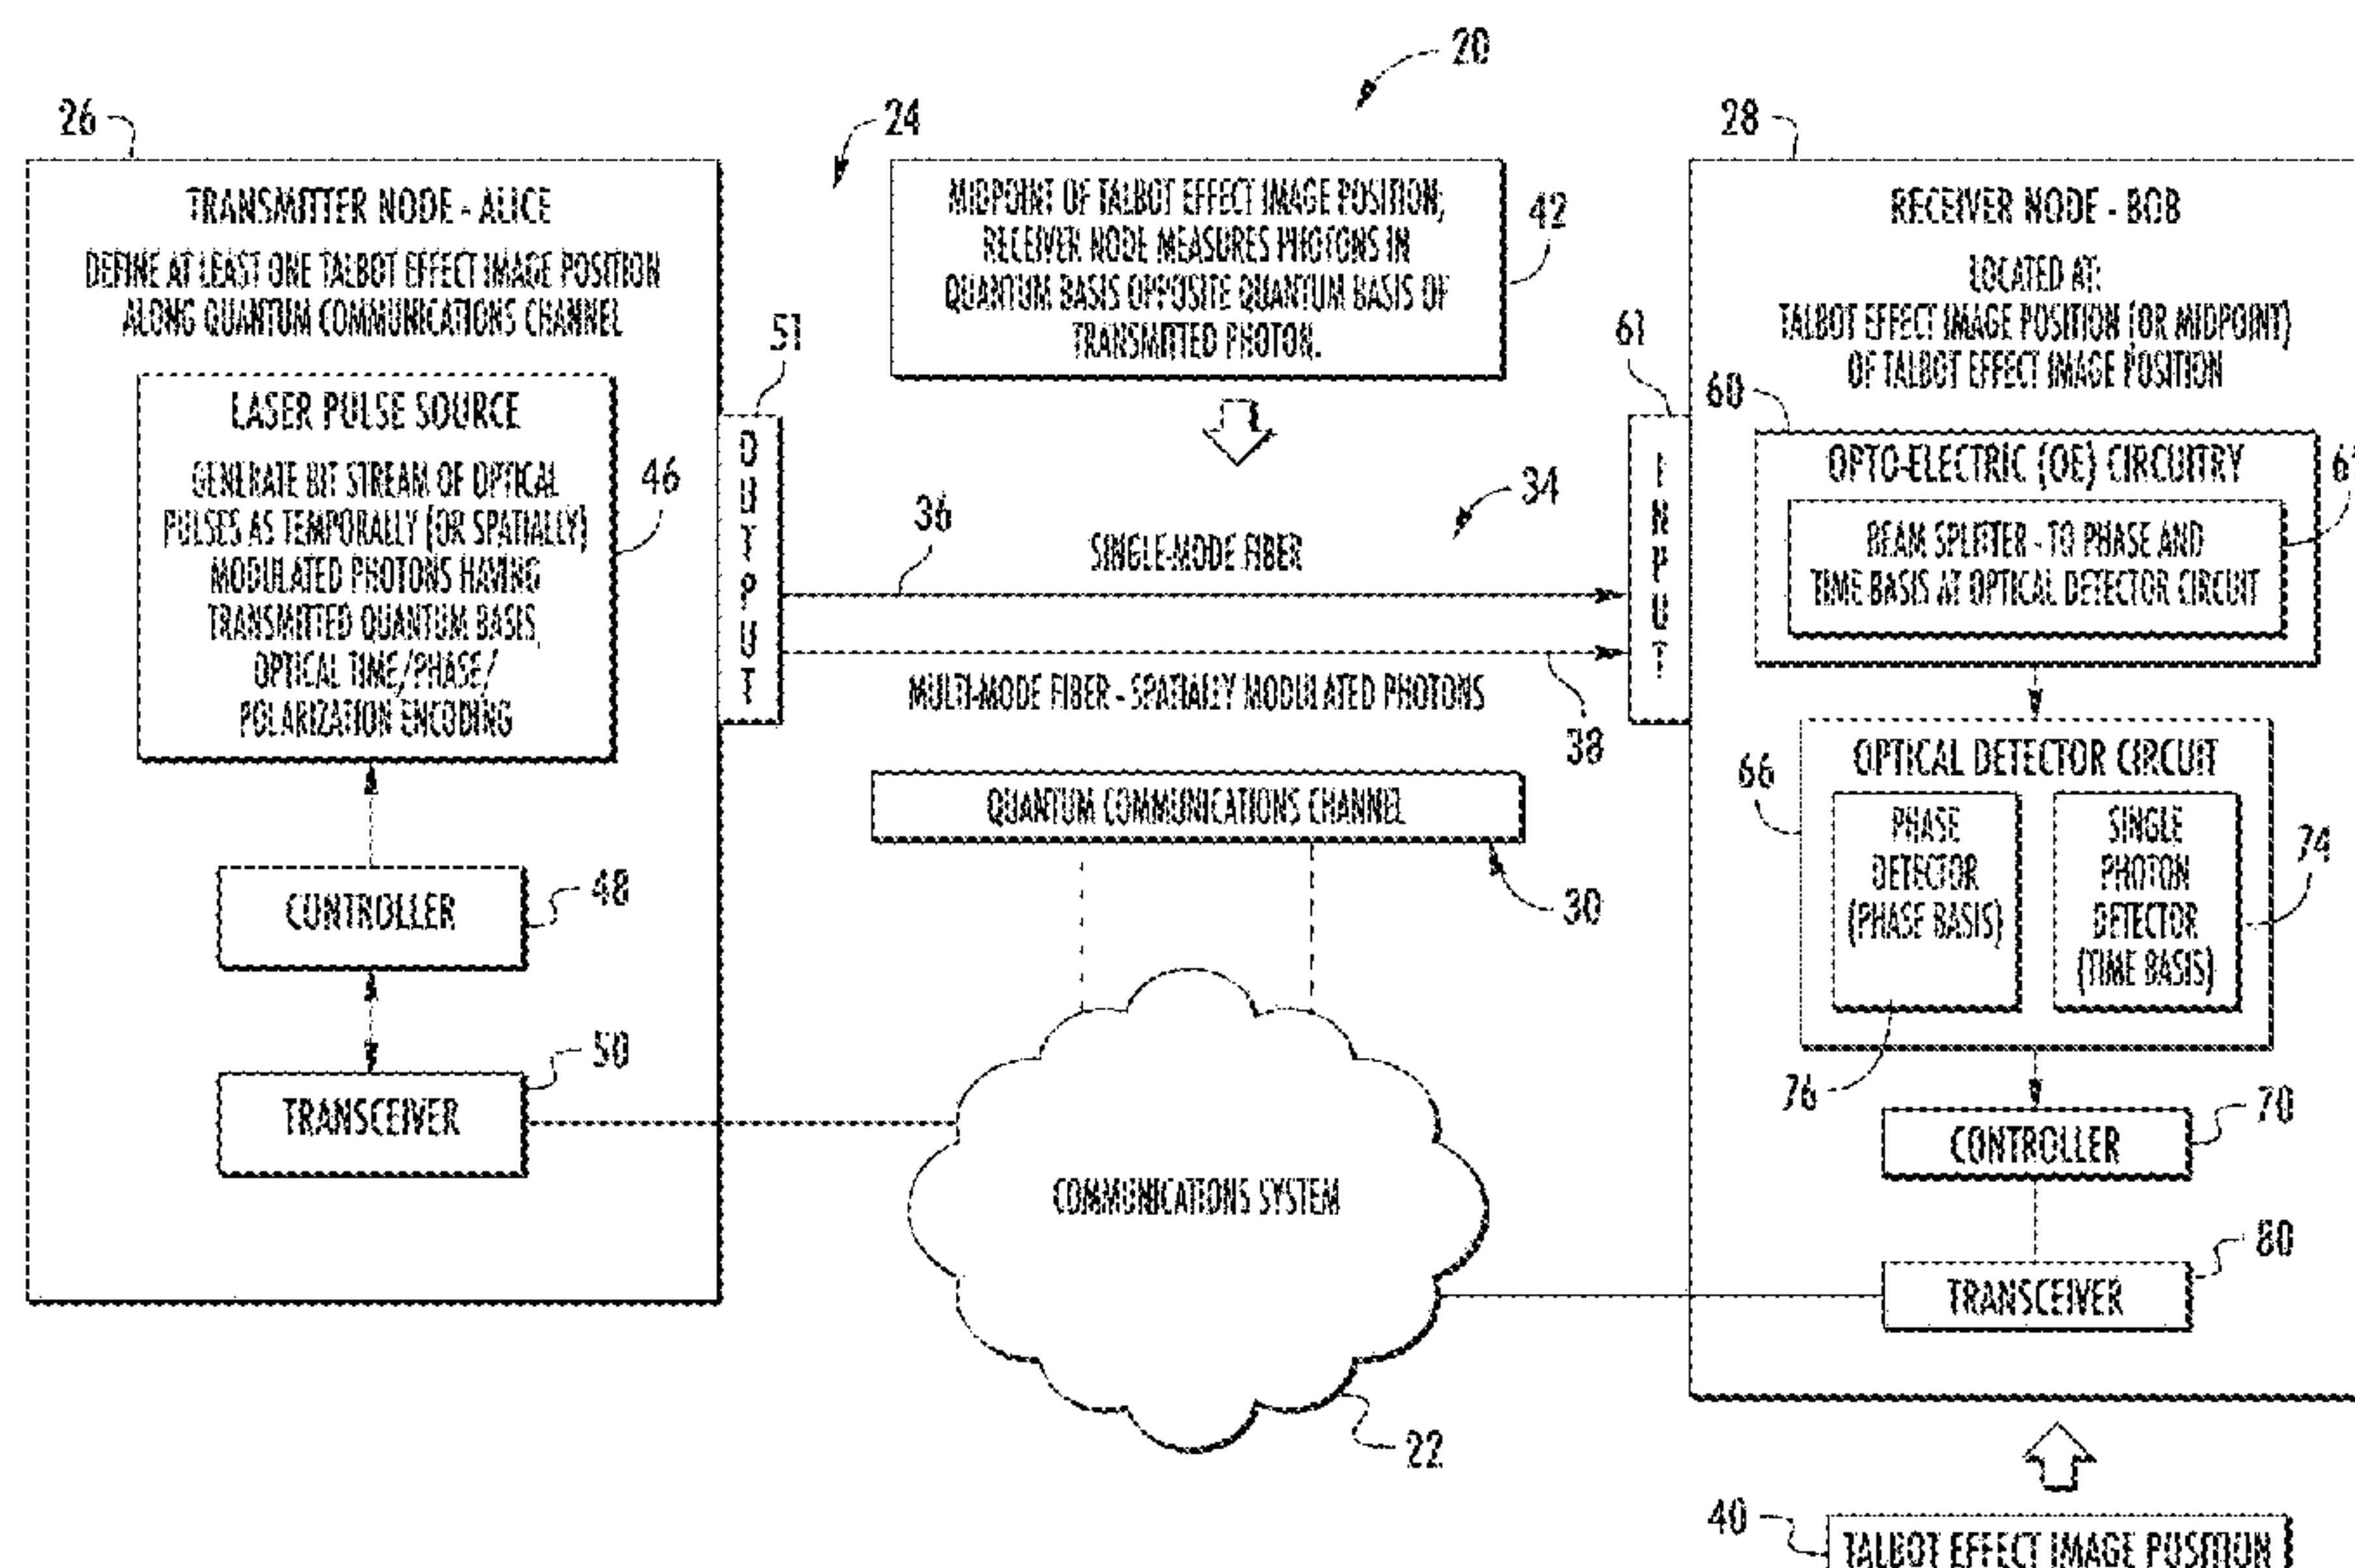 20
26
24
28
TRANSMITTER NODE - ALICE
DEFINE AT LEAST ONE TALBOT EFFECT IMAGE POSITION
ALONG QUANTUM COMMUNICATIONS CHANNEL
LASER PULSE SOURCE
GENERATE BIT STREAM OF OPTICAL
PULSES AS TEMPORALLY (OR SPATIALLY)
MODULATED PHOTONS HAVING
TRANSMITTED QUANTUM BASIS
OPTICAL TIME/PHASE/
POLARIZATION ENCODING
46
CONTROLLER
48
TRANSCEIVER
50
51
OUTPUT
MIDPOINT OF TALBOT EFFECT IMAGE POSITION;
RECEIVER NODE MEASURES PHOTONS IN
QUANTUM BASIS OPPOSITE QUANTUM BASIS OF
TRANSMITTED PHOTON.
42
34
36
SINGLE-MODE FIBER
MULTI-MODE FIBER - SPATIALLY MODULATED PHOTONS
38
QUANTUM COMMUNICATIONS CHANNEL
30
COMMUNICATIONS SYSTEM
22
61
INPUT
RECEIVER NODE - BOB
LOCATED AT:
TALBOT EFFECT IMAGE POSITION (OR MIDPOINT)
OF TALBOT EFFECT IMAGE POSITION
60
OPTO-ELECTRIC (OE) CIRCUITRY
BEAM SPLITTER - TO PHASE AND
TIME BASIS AT OPTICAL DETECTOR CIRCUIT
OPTICAL DETECTOR CIRCUIT
66
PHASE
DETECTOR
(PHASE BASIS)
76
SINGLE
PHOTON
DETECTOR
(TIME BASIS)
74
CONTROLLER
70
TRANSCEIVER
80
40
TALBOT EFFECT IMAGE POSITION